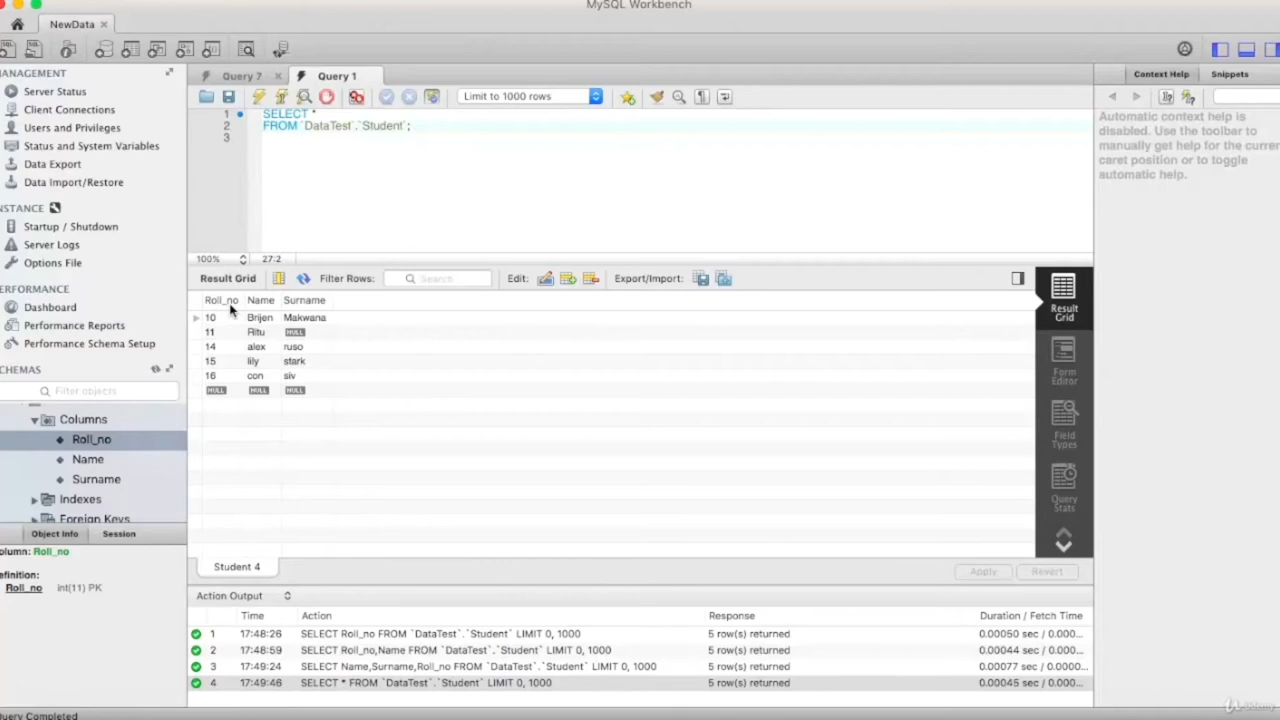 MySQL Workbench
NewData ×
MANAGEMENT
Server Status
Client Connections
Users and Privileges
Status and System Variables
Data Export
Data Import/Restore
NSTANCE
Startup / Shutdown
Server Logs
Options File
PERFORMANCE
Dashboard
Performance Reports
Performance Schema Setup
CHEMAS
Filter objects
Columns
Roll_no
Name
Surname
Indexes
Foreign Keys
Object Info Session
olumn: Roll_no
efinition:
Roll_no int(11) PK
Query Completed
Query 7 × Query 1
Limit to 1000 rows
1 SELECT *
2 FROM `DataTest`.`Student`;
3
100% 27:2
Result Grid Filter Rows: Search Edit: Export/Import:
Roll_no Name Surname
10 Brijen Makwana
11 Ritu NULL
14 alex ruso
15 lily stark
16 con siv
NULL NULL NULL
Result
Grid
Form
Editor
Field
Types
Query
Stats
Student 4 Apply Revert
Action Output
Time Action Response Duration / Fetch Time
1 17:48:26 SELECT Roll_no FROM `DataTest`.`Student` LIMIT 0, 1000 5 row(s) returned 0.00050 sec / 0.000...
2 17:48:59 SELECT Roll_no,Name FROM `DataTest`.`Student` LIMIT 0, 1000 5 row(s) returned 0.00044 sec / 0.000...
3 17:49:24 SELECT Name,Surname,Roll_no FROM `DataTest`.`Student` LIMIT 0, 1000 5 row(s) returned 0.00077 sec / 0.0000...
4 17:49:46 SELECT * FROM `DataTest`.`Student` LIMIT 0, 1000 5 row(s) returned 0.00045 sec / 0.000...
Context Help Snippets
Automatic context help is
disabled. Use the toolbar to
manually get help for the curren
caret position or to toggle
automatic help.
Udemy